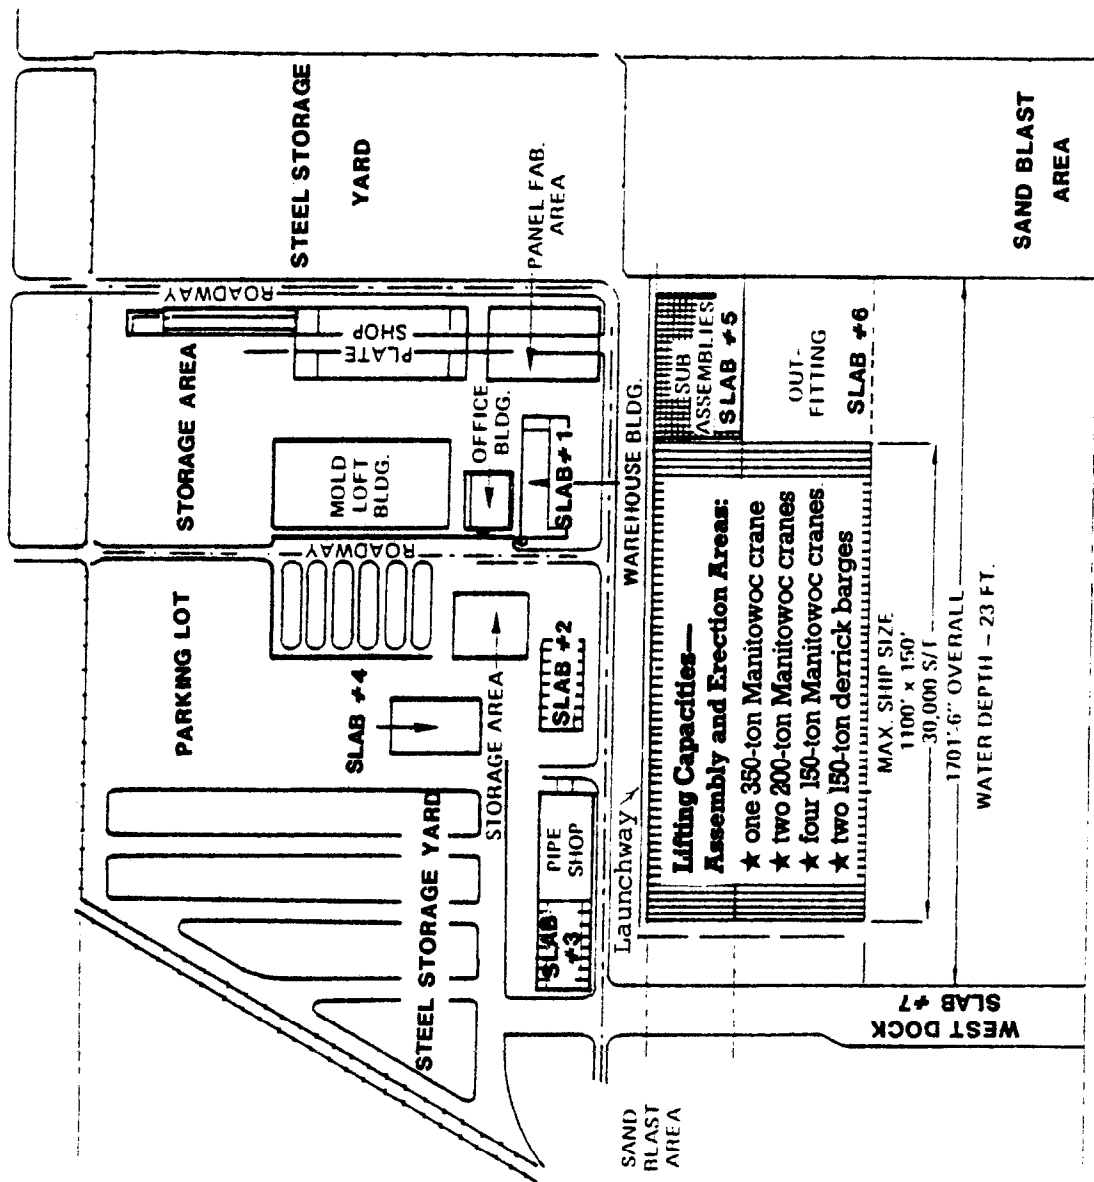 STEEL STORAGE
YARD
PANEL FAB.
AREA
SAND BLAST
AREA
ROADWAY
PLATE
SHOP
STORAGE AREA
MOLD
LOFT
BLDG.
OFFICE
BLDG.
SLAB #1
WAREHOUSE BLDG.
SUB
ASSEMBLIES
SLAB #5
OUT-
FITTING
SLAB #6
ROADWAY
PARKING LOT
SLAB #4
STORAGE AREA
SLAB #2
STEEL STORAGE YARD
PIPE
SHOP
SLAB
#3
Launchway
Lifting Capacities—
Assembly and Erection Areas:
★ one 350-ton Manitowoc crane
★ two 200-ton Manitowoc cranes
★ four 150-ton Manitowoc cranes
★ two 150-ton derrick barges
MAX. SHIP SIZE
1100' x 150'
30,000 S/T
1701'-6" OVERALL
WATER DEPTH – 23 FT.
WEST DOCK
SLAB #7
SAND
BLAST
AREA